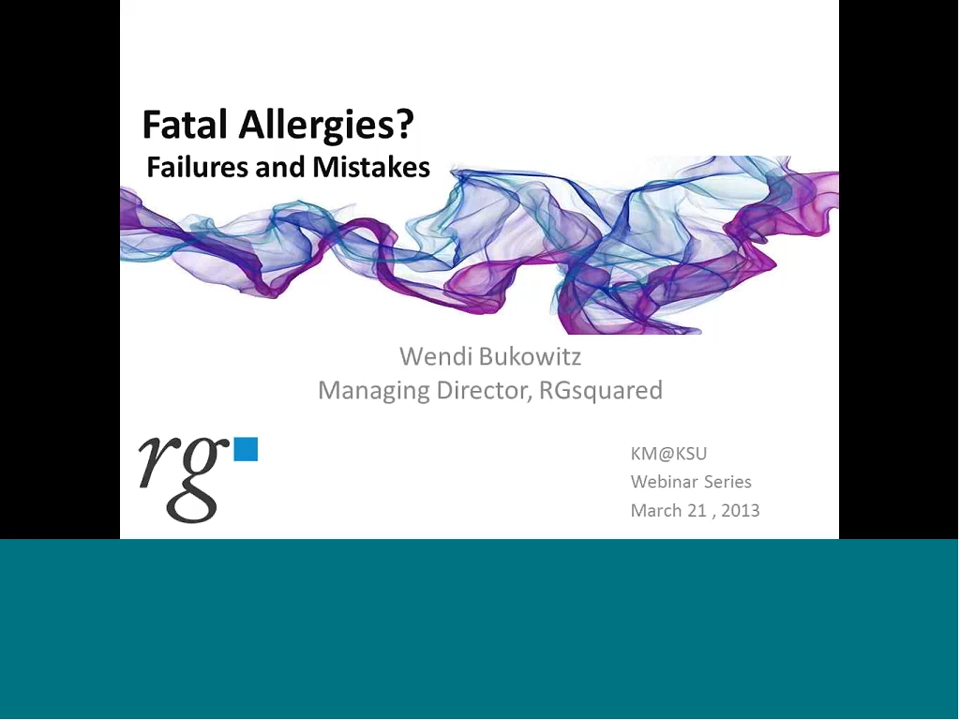 Fatal Allergies?
Failures and Mistakes
Wendi Bukowitz
Managing Director, RGsquared
rg
KM@KSU
Webinar Series
March 21 , 2013